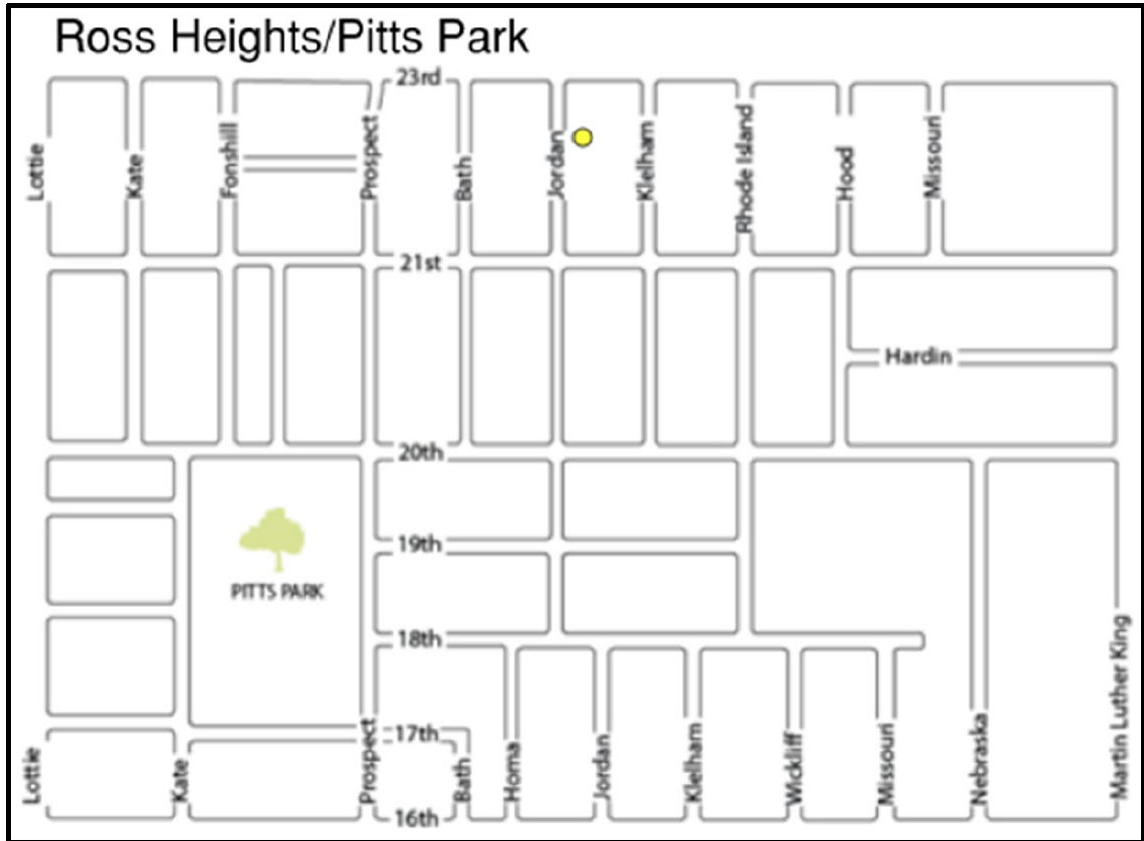 Ross Heights/Pitts Park
23rd
Lottie
Kate
Fonshill
Prospect
Bath
Jordan
Klelham
Rhode Island
Hood
Missouri
21st
Hardin
20th
19th
PITTS PARK
18th
17th
Lottie
Kate
Prospect
Bath
Homa
Jordan
Klelham
Wickliff
Missouri
Nebraska
Martin Luther King
16th